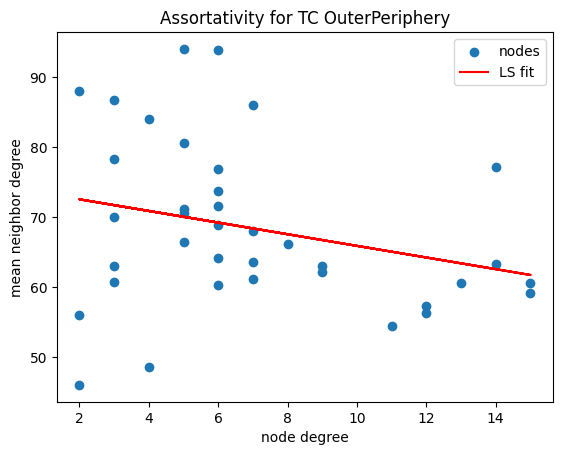 Assortativity for TC OuterPeriphery
nodes
LS fit
mean neighbor degree
90
80
70
60
50
2 4 6 8 10 12 14
node degree